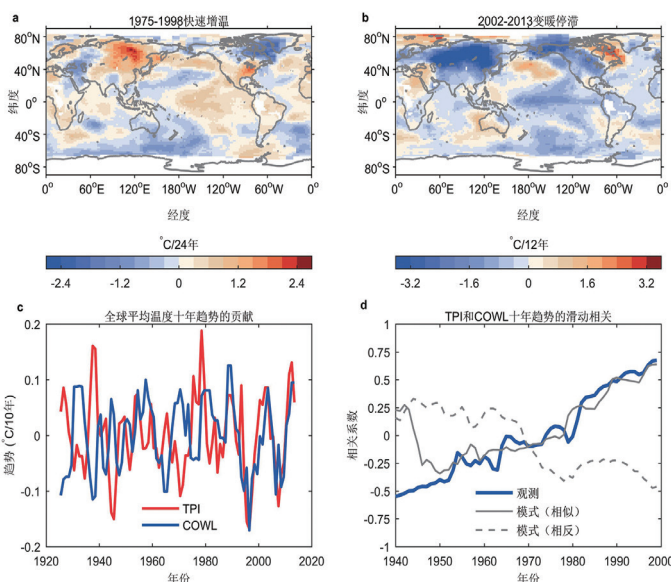 a
1975-1998快速增温
80°N
40°N
0°
40°S
80°S
纬度
0°
60°E
120°E
180°W
120°W
60°W
0°
经度
°C/24年
-2.4
-1.2
0
1.2
2.4
b
2002-2013变暖停滞
80°N
40°N
0°
40°S
80°S
纬度
0°
60°E
120°E
180°W
120°W
60°W
0°
经度
°C/12年
-3.2
-1.6
0
1.6
3.2
c
全球平均温度十年趋势的贡献
0.2
0.1
0
-0.1
-0.2
趋势 (°C/10年)
TPI
COWL
1920
1940
1960
1980
2000
2020
年份
d
TPI和COWL十年趋势的滑动相关
1
0.75
0.5
0.25
0
-0.25
-0.5
-0.75
-1
相关系数
观测
模式（相似）
模式（相反）
1940
1950
1960
1970
1980
1990
2000
年份